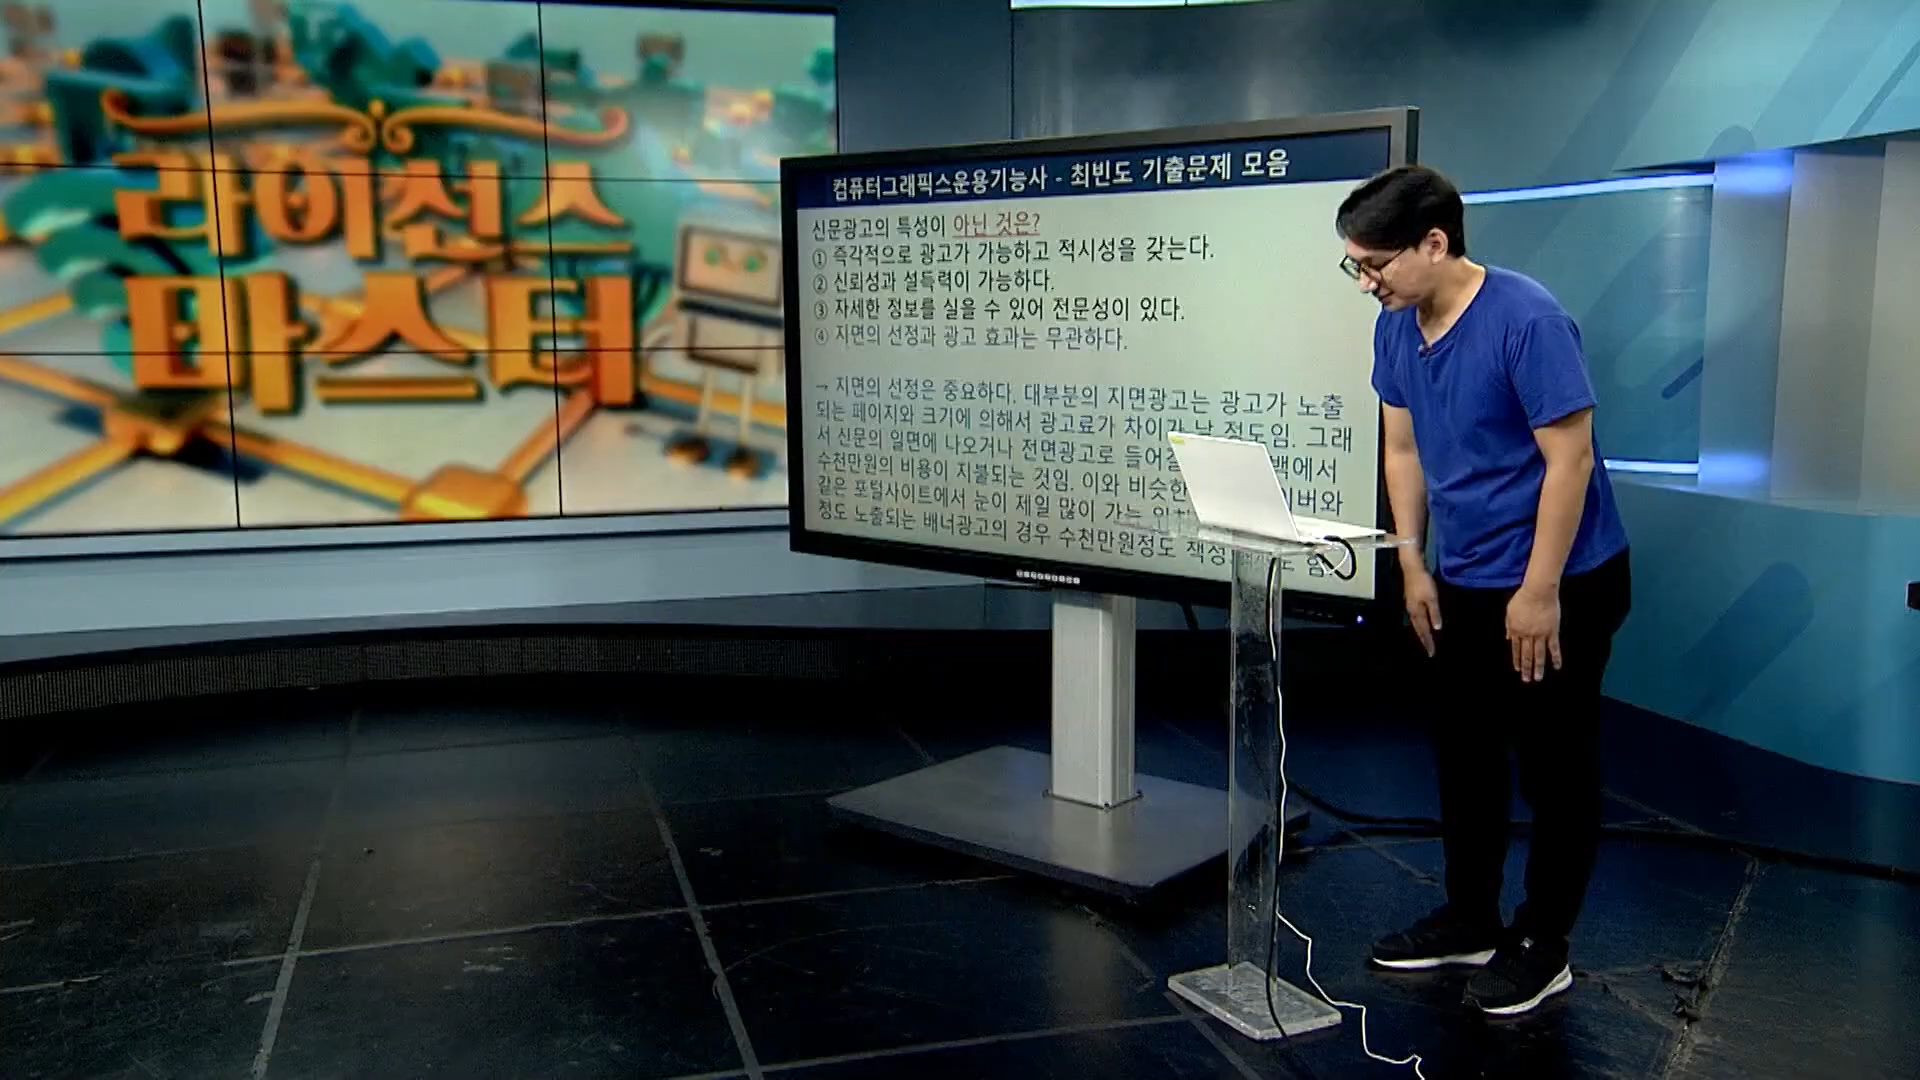 라이선스
마스터
컴퓨터그래픽스운용기능사 - 최빈도 기출문제 모음
신문광고의 특성이 아닌 것은?
① 즉각적으로 광고가 가능하고 적시성을 갖는다.
② 신뢰성과 설득력이 가능하다.
③ 자세한 정보를 실을 수 있어 전문성이 있다.
④ 지면의 선정과 광고 효과는 무관하다.
→ 지면의 선정은 중요하다. 대부분의 지면광고는 광고가 노출
되는 페이지와 크기에 의해서 광고료가 차이가 날 정도임. 그래
서 신문의 일면에 나오거나 전면광고로 들어갈
수천만원의 비용이 지불되는 것임. 이와 비슷한
같은 포털사이트에서 눈이 제일 많이 가는
정도 노출되는 배너광고의 경우 수천만원정도 책정